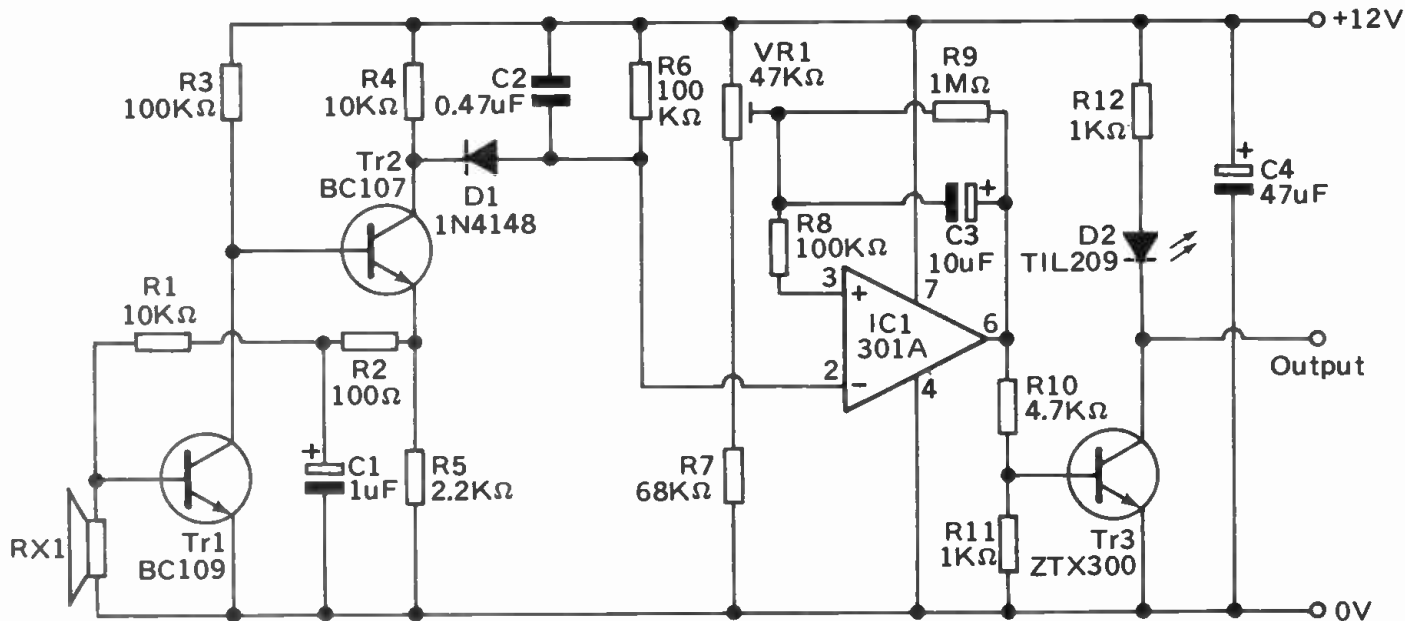 +12V
R3
100KΩ
R4
10KΩ
C2
0.47uF
R6
100
KΩ
VR1
47KΩ
R9
1MΩ
R12
1KΩ
+
C4
47uF
Tr2
BC107
D1
1N4148
R8
100KΩ
+
C3
10uF
D2
TIL209
R1
10KΩ
R2
100Ω
3
+
7
IC1
301A
6
2
−
4
Output
R10
4.7KΩ
+
C1
1uF
R5
2.2KΩ
R7
68KΩ
RX1
Tr1
BC109
R11
1KΩ
Tr3
ZTX300
0V